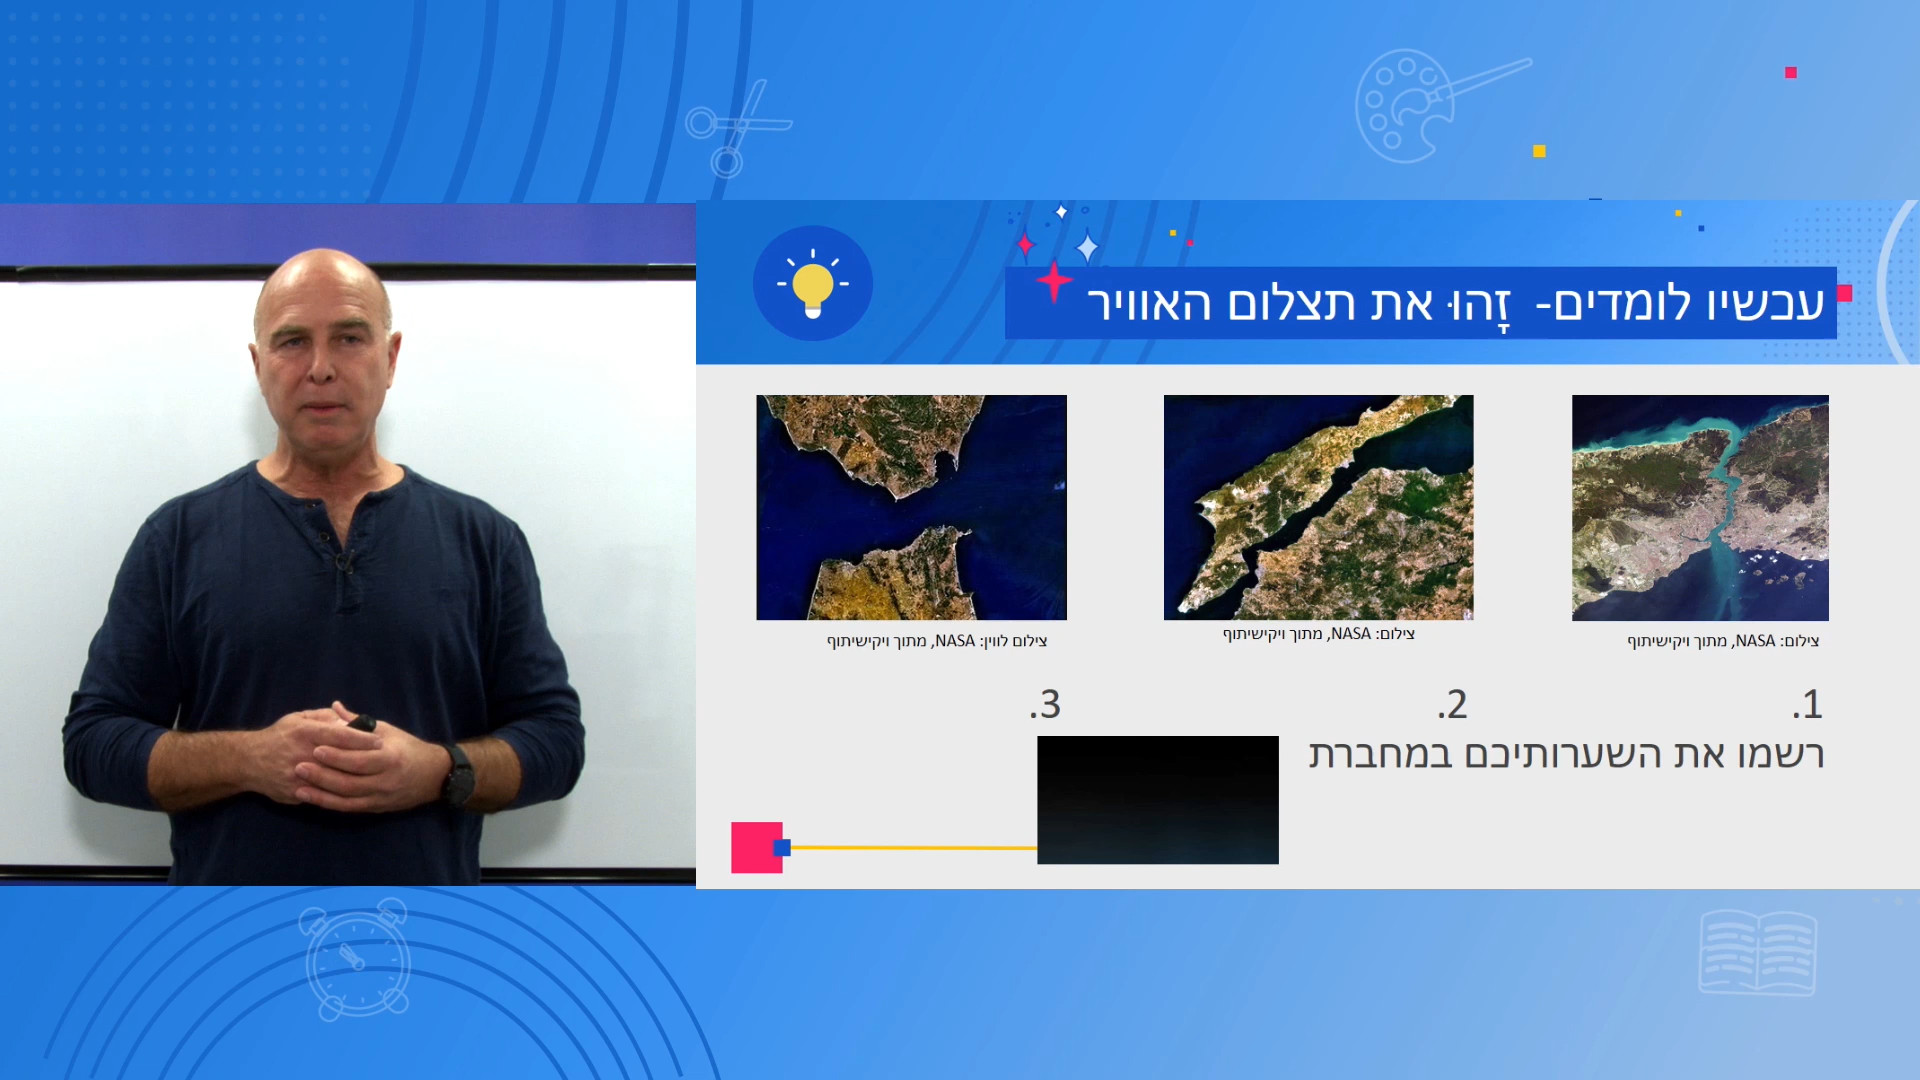 עכשיו לומדים- זָהוּ את תצלום האוויר
צילום: NASA, מתוך ויקישיתוף
צילום: NASA, מתוך ויקישיתוף
צילום לווין: NASA, מתוך ויקישיתוף
1.
2.
3.
רשמו את השערותיכם במחברת